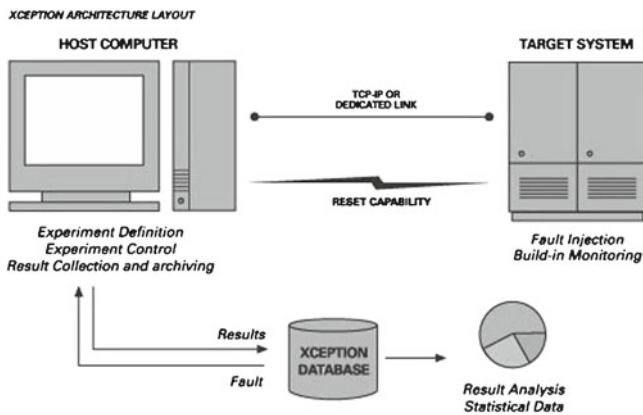 XCEPTION ARCHITECTURE LAYOUT
HOST COMPUTER
TARGET SYSTEM
TCP-IP OR
DEDICATED LINK
RESET CAPABILITY
Experiment Definition
Experiment Control
Result Collection and archiving
Fault Injection
Build-in Monitoring
Results
Fault
XCEPTION
DATABASE
Result Analysis
Statistical Data